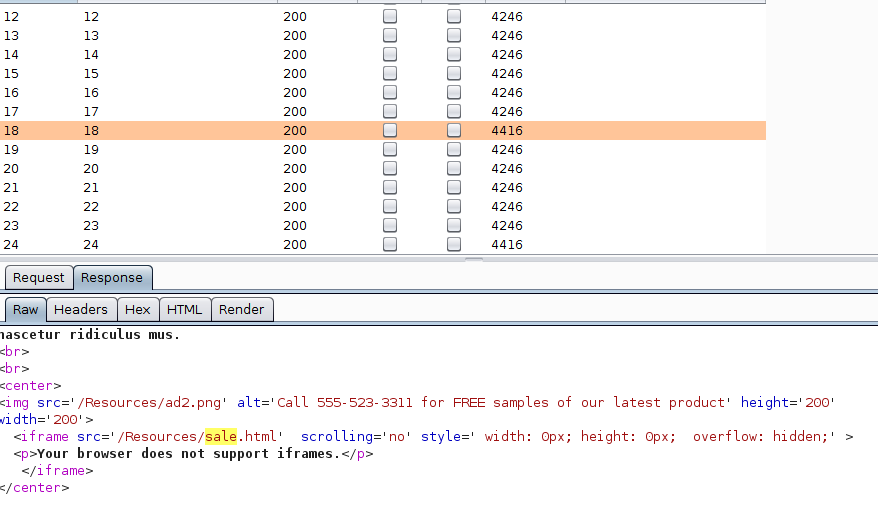 12 12 200 4246
13 13 200 4246
14 14 200 4246
15 15 200 4246
16 16 200 4246
17 17 200 4246
18 18 200 4416
19 19 200 4246
20 20 200 4246
21 21 200 4246
22 22 200 4246
23 23 200 4246
24 24 200 4416
Request Response
Raw Headers Hex HTML Render
nascetur ridiculus mus.
<br>
<br>
<center>
<img src='/Resources/ad2.png' alt='Call 555-523-3311 for FREE samples of our latest product' height='200'
width='200'>
<iframe src='/Resources/sale.html'  scrolling='no' style=' width: 0px; height: 0px;  overflow: hidden;' >
<p>Your browser does not support iframes.</p>
</iframe>
</center>